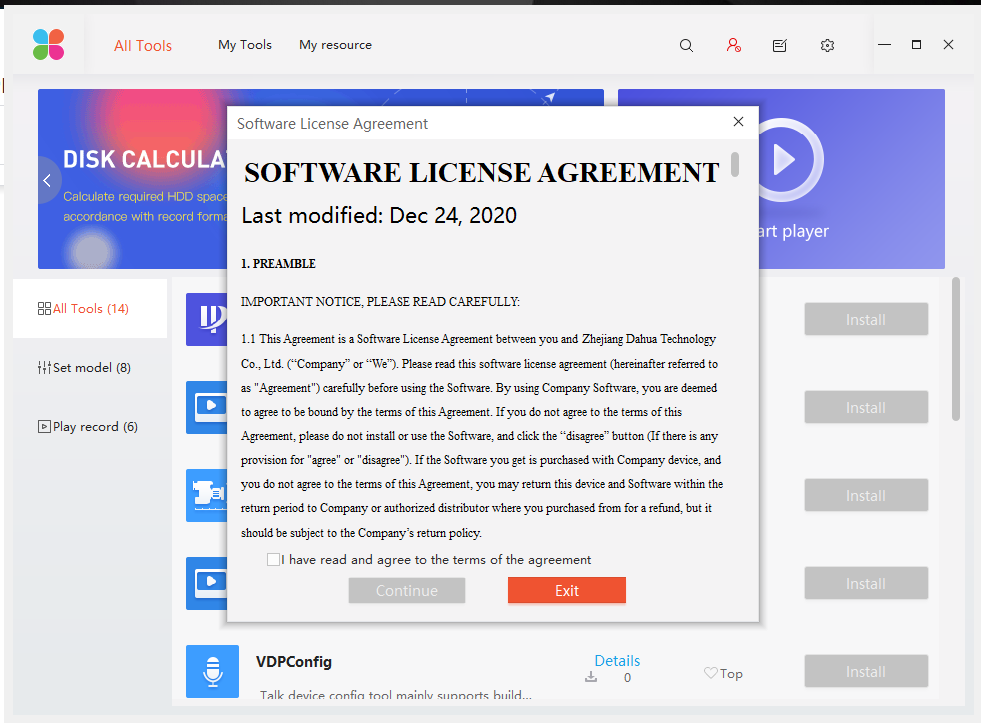 All Tools
My Tools
My resource
DISK CALCULA
Calculate required HDD space
accordance with record forma
art player
All Tools (14)
Set model (8)
Play record (6)
Software License Agreement
SOFTWARE LICENSE AGREEMENT
Last modified: Dec 24, 2020
1. PREAMBLE
IMPORTANT NOTICE, PLEASE READ CAREFULLY:
1.1 This Agreement is a Software License Agreement between you and Zhejiang Dahua Technology
Co., Ltd. (“Company” or “We”). Please read this software license agreement (hereinafter referred to
as "Agreement") carefully before using the Software. By using Company Software, you are deemed
to agree to be bound by the terms of this Agreement. If you do not agree to the terms of this
Agreement, please do not install or use the Software, and click the “disagree” button (If there is any
provision for "agree" or "disagree"). If the Software you get is purchased with Company device, and
you do not agree to the terms of this Agreement, you may return this device and Software within the
return period to Company or authorized distributor where you purchased from for a refund, but it
should be subject to the Company’s return policy.
I have read and agree to the terms of the agreement
Continue
Exit
Install
Install
Install
Install
VDPConfig
Talk device config tool mainly supports build...
Details
0
Top
Install